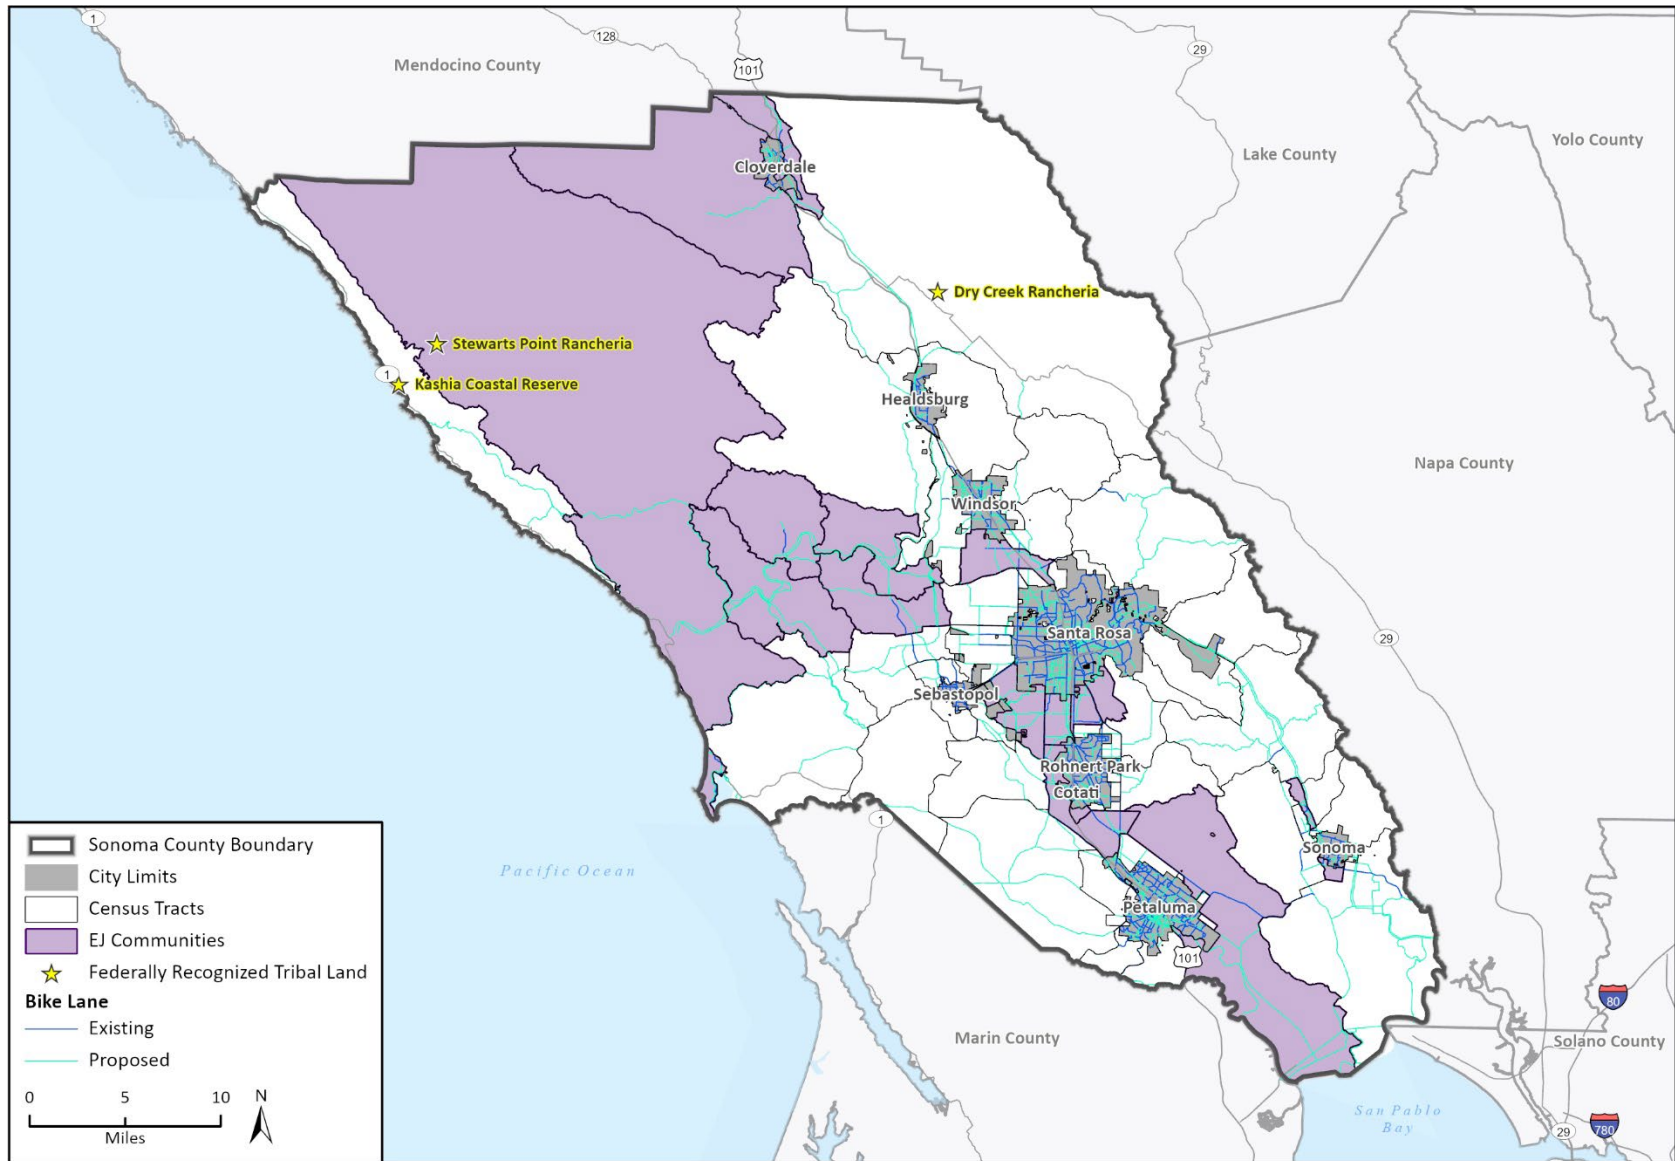 1
128
Mendocino County
101
29
Lake County
Yolo County
Cloverdale
Dry Creek Rancheria
Stewarts Point Rancheria
1
Kashia Coastal Reserve
Healdsburg
Napa County
Windsor
Santa Rosa
29
Sebastopol
Rohnert Park
Cotati
1
Sonoma
Pacific Ocean
Petaluma
101
Marin County
80
Solano County
San Pablo
Bay
29
780
Sonoma County Boundary
City Limits
Census Tracts
EJ Communities
Federally Recognized Tribal Land
Bike Lane
Existing
Proposed
0 5 10
Miles
N